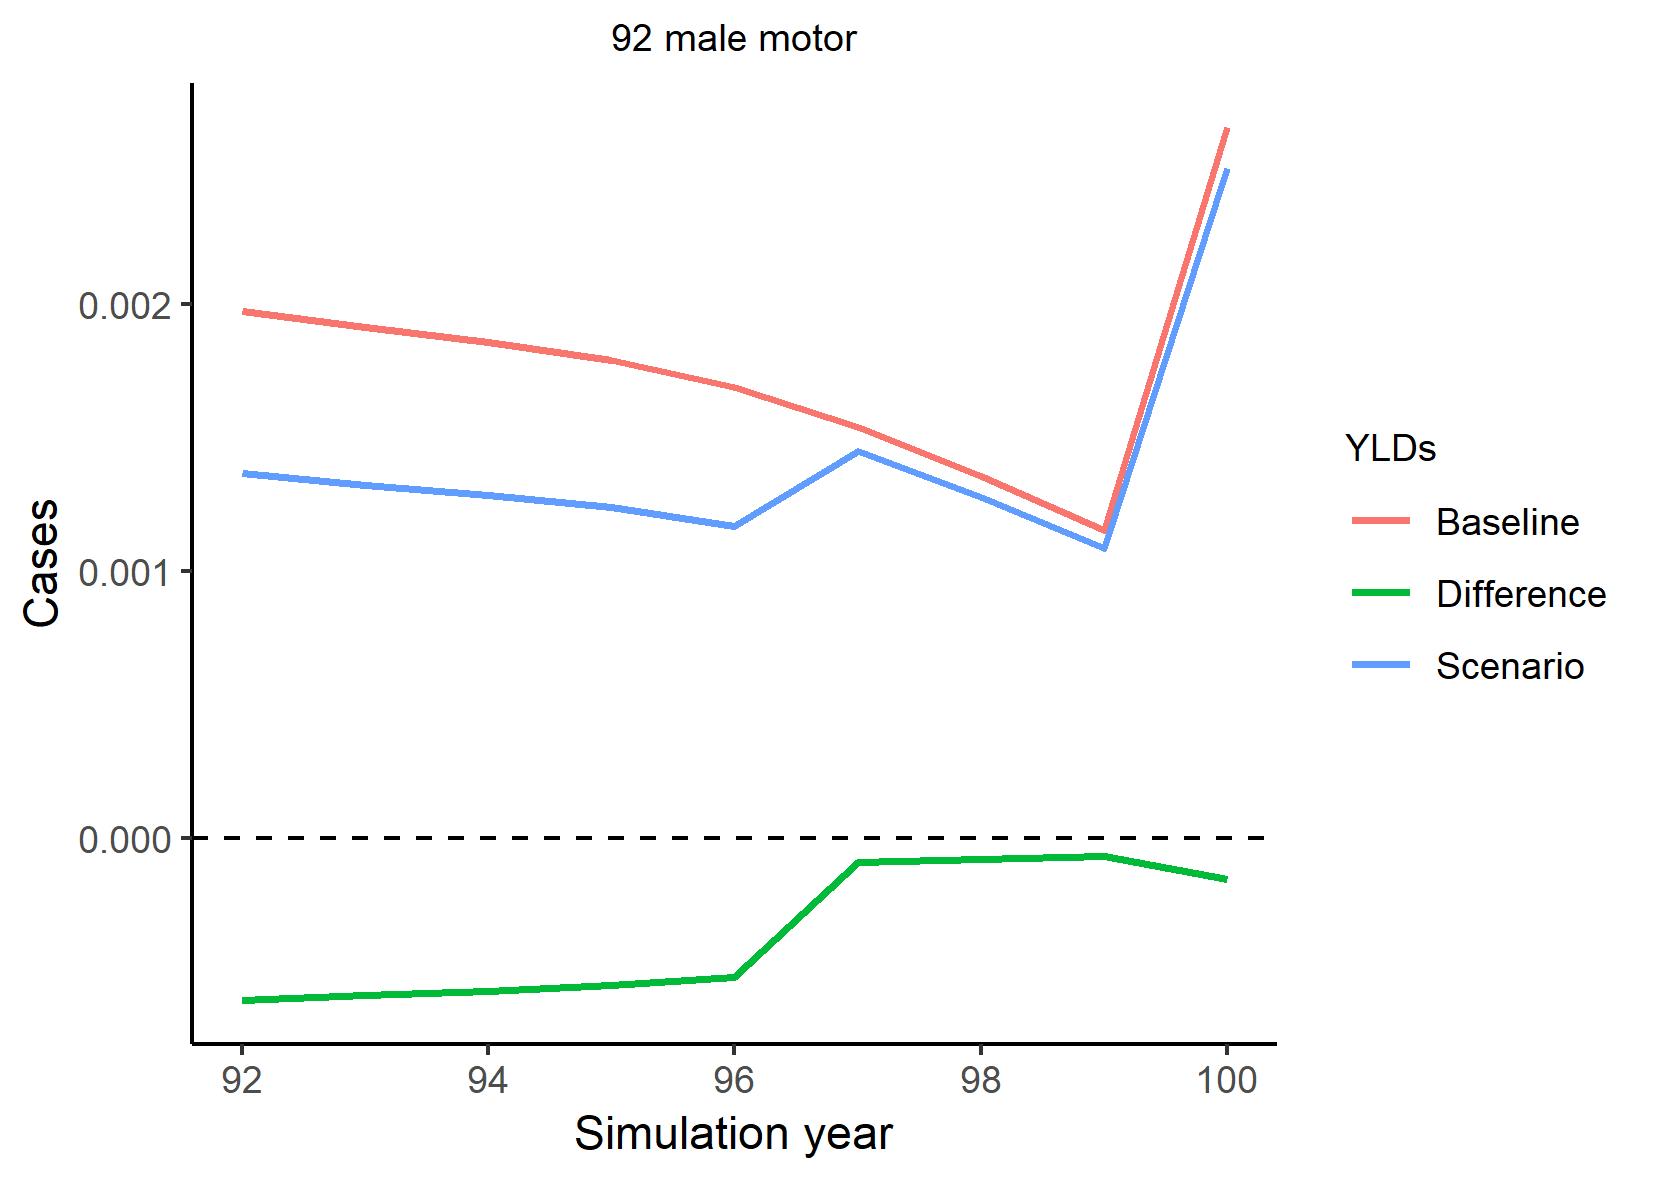 92 male motor
Cases
0.002
0.001
0.000
92 94 96 98 100
Simulation year
YLDs
Baseline
Difference
Scenario